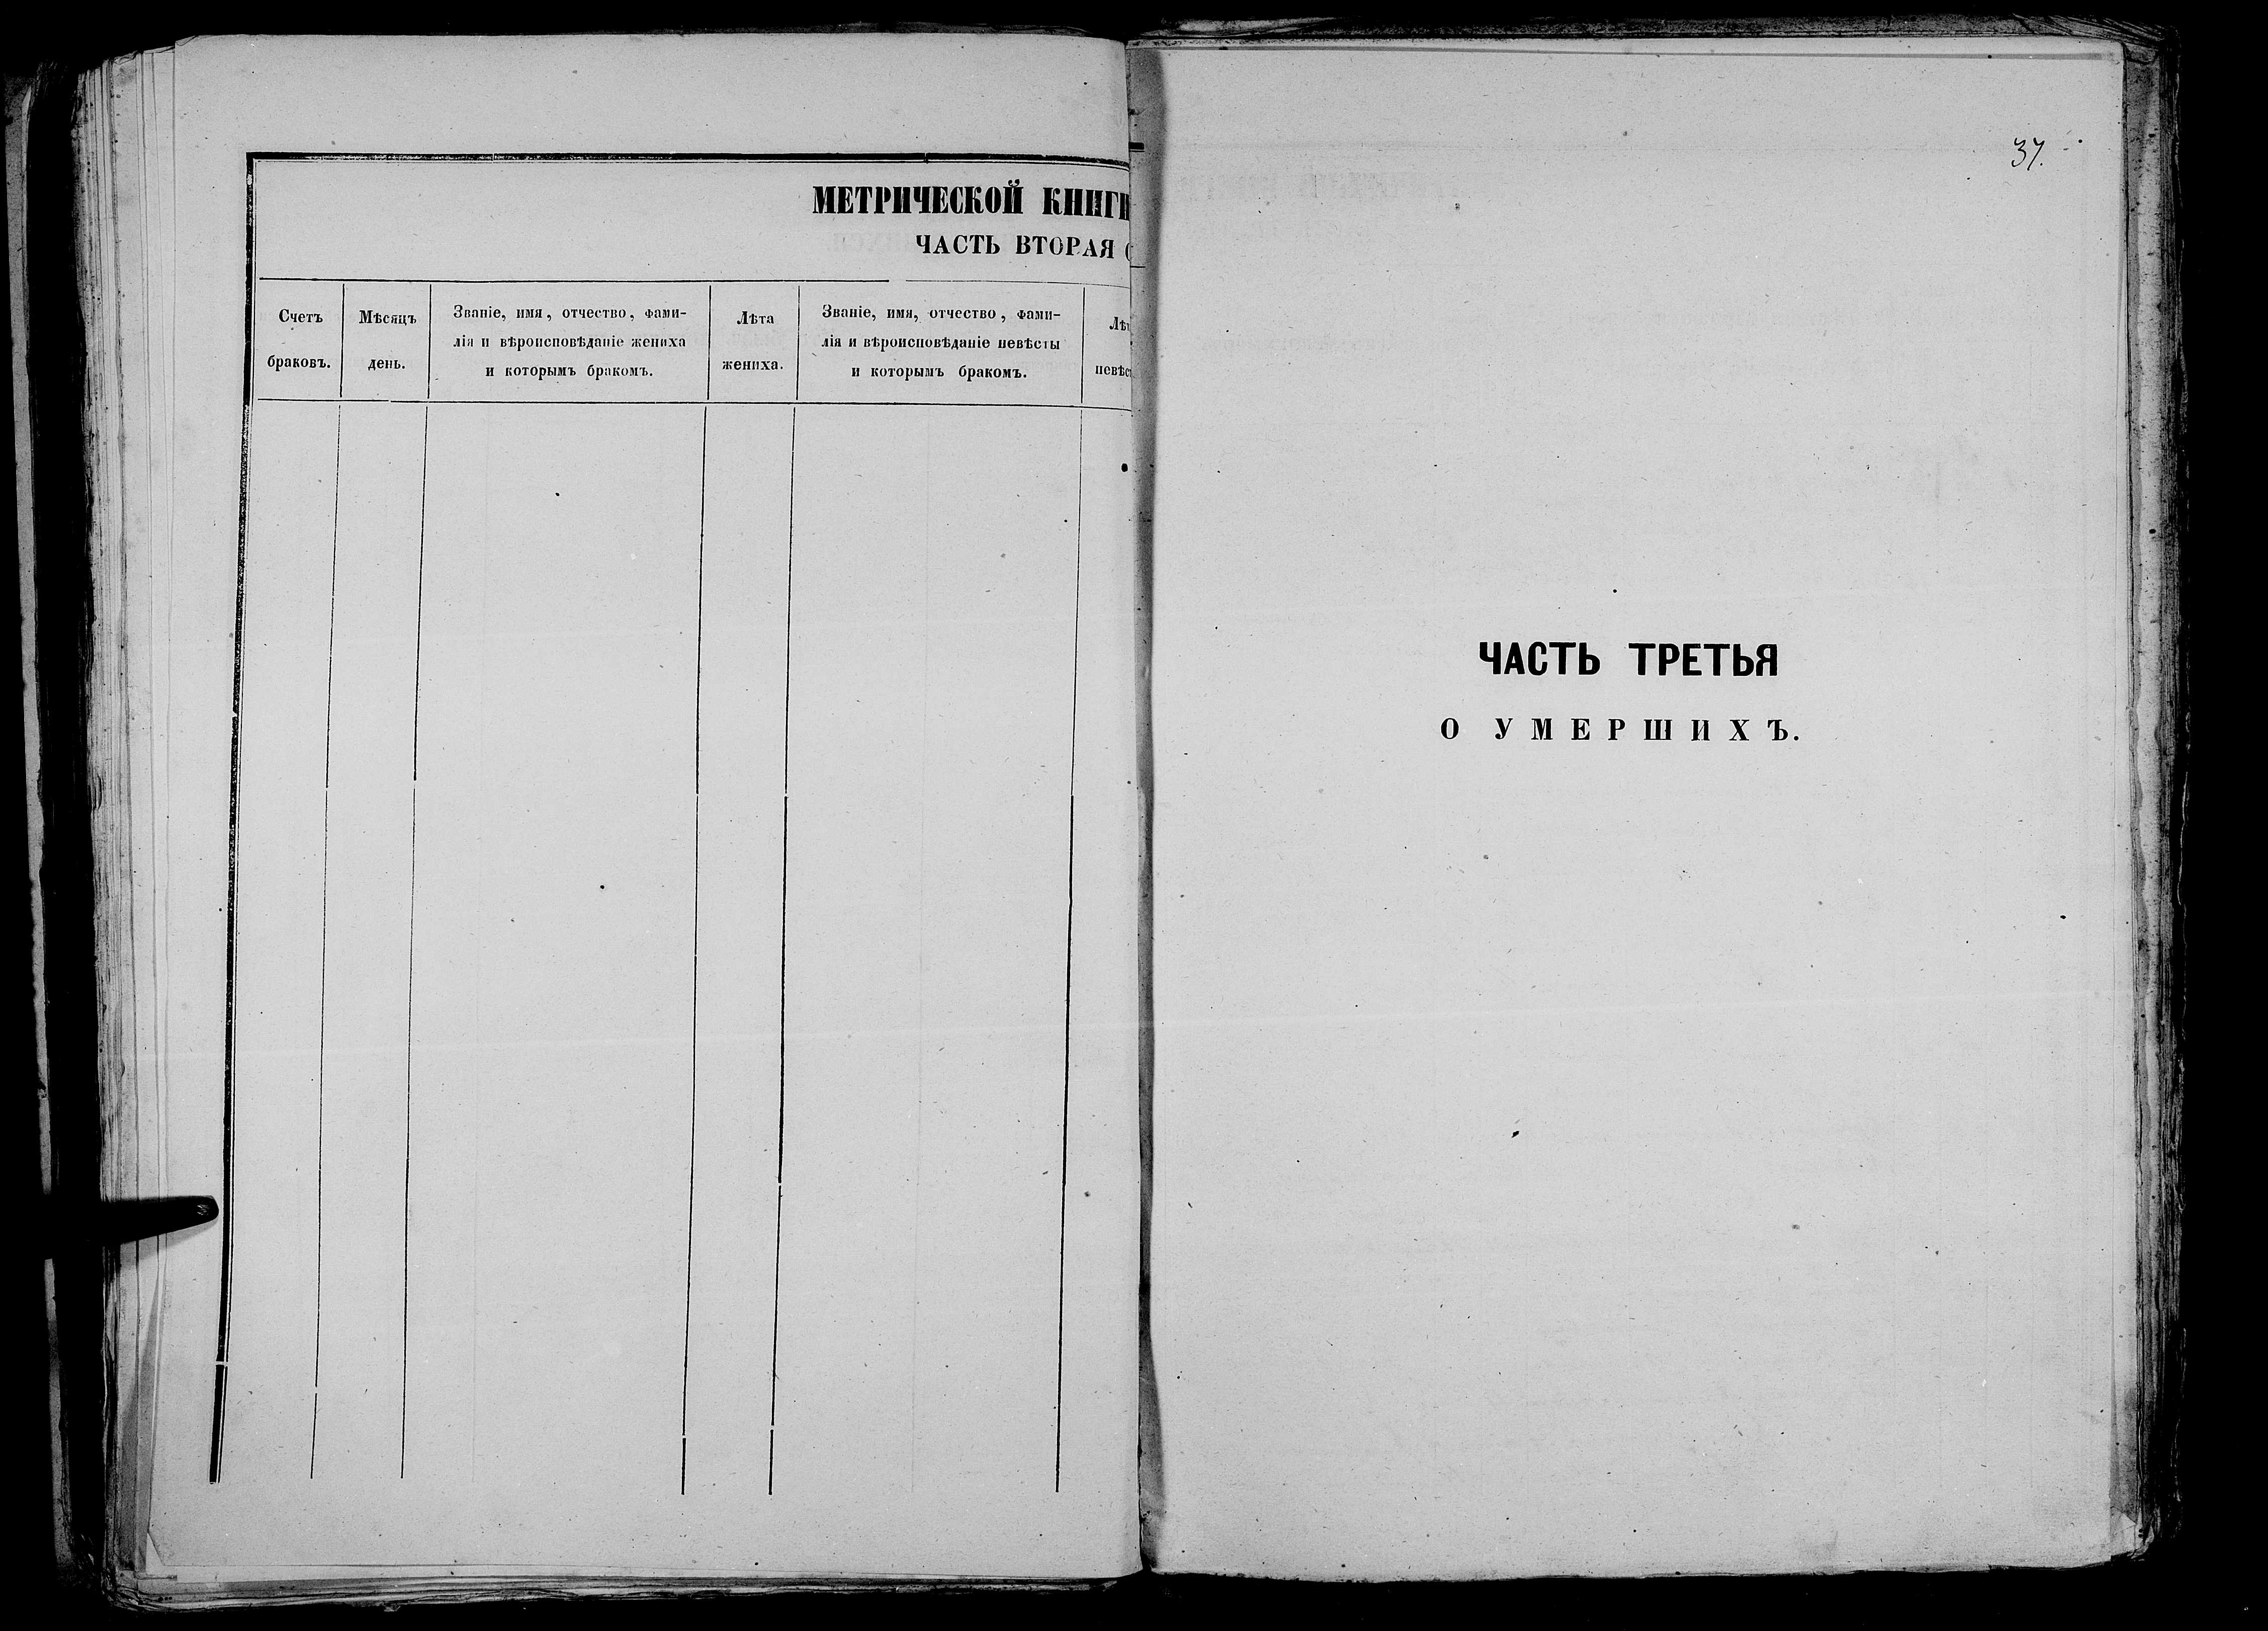 МЕТРИЧЕСКОЙ КНИГИ
ЧАСТЬ ВТОРАЯ
Счетъ
браковъ.
Мѣсяцъ
день.
Званіе, имя, отчество, фами-
лія и вѣроисповѣданіе жениха
и которымъ бракомъ.
Лѣта
жениха.
Званіе, имя, отчество, фами-
лія и вѣроисповѣданіе невѣсты
и которымъ бракомъ.
37.
ЧАСТЬ ТРЕТЬЯ
О УМЕРШИХЪ.